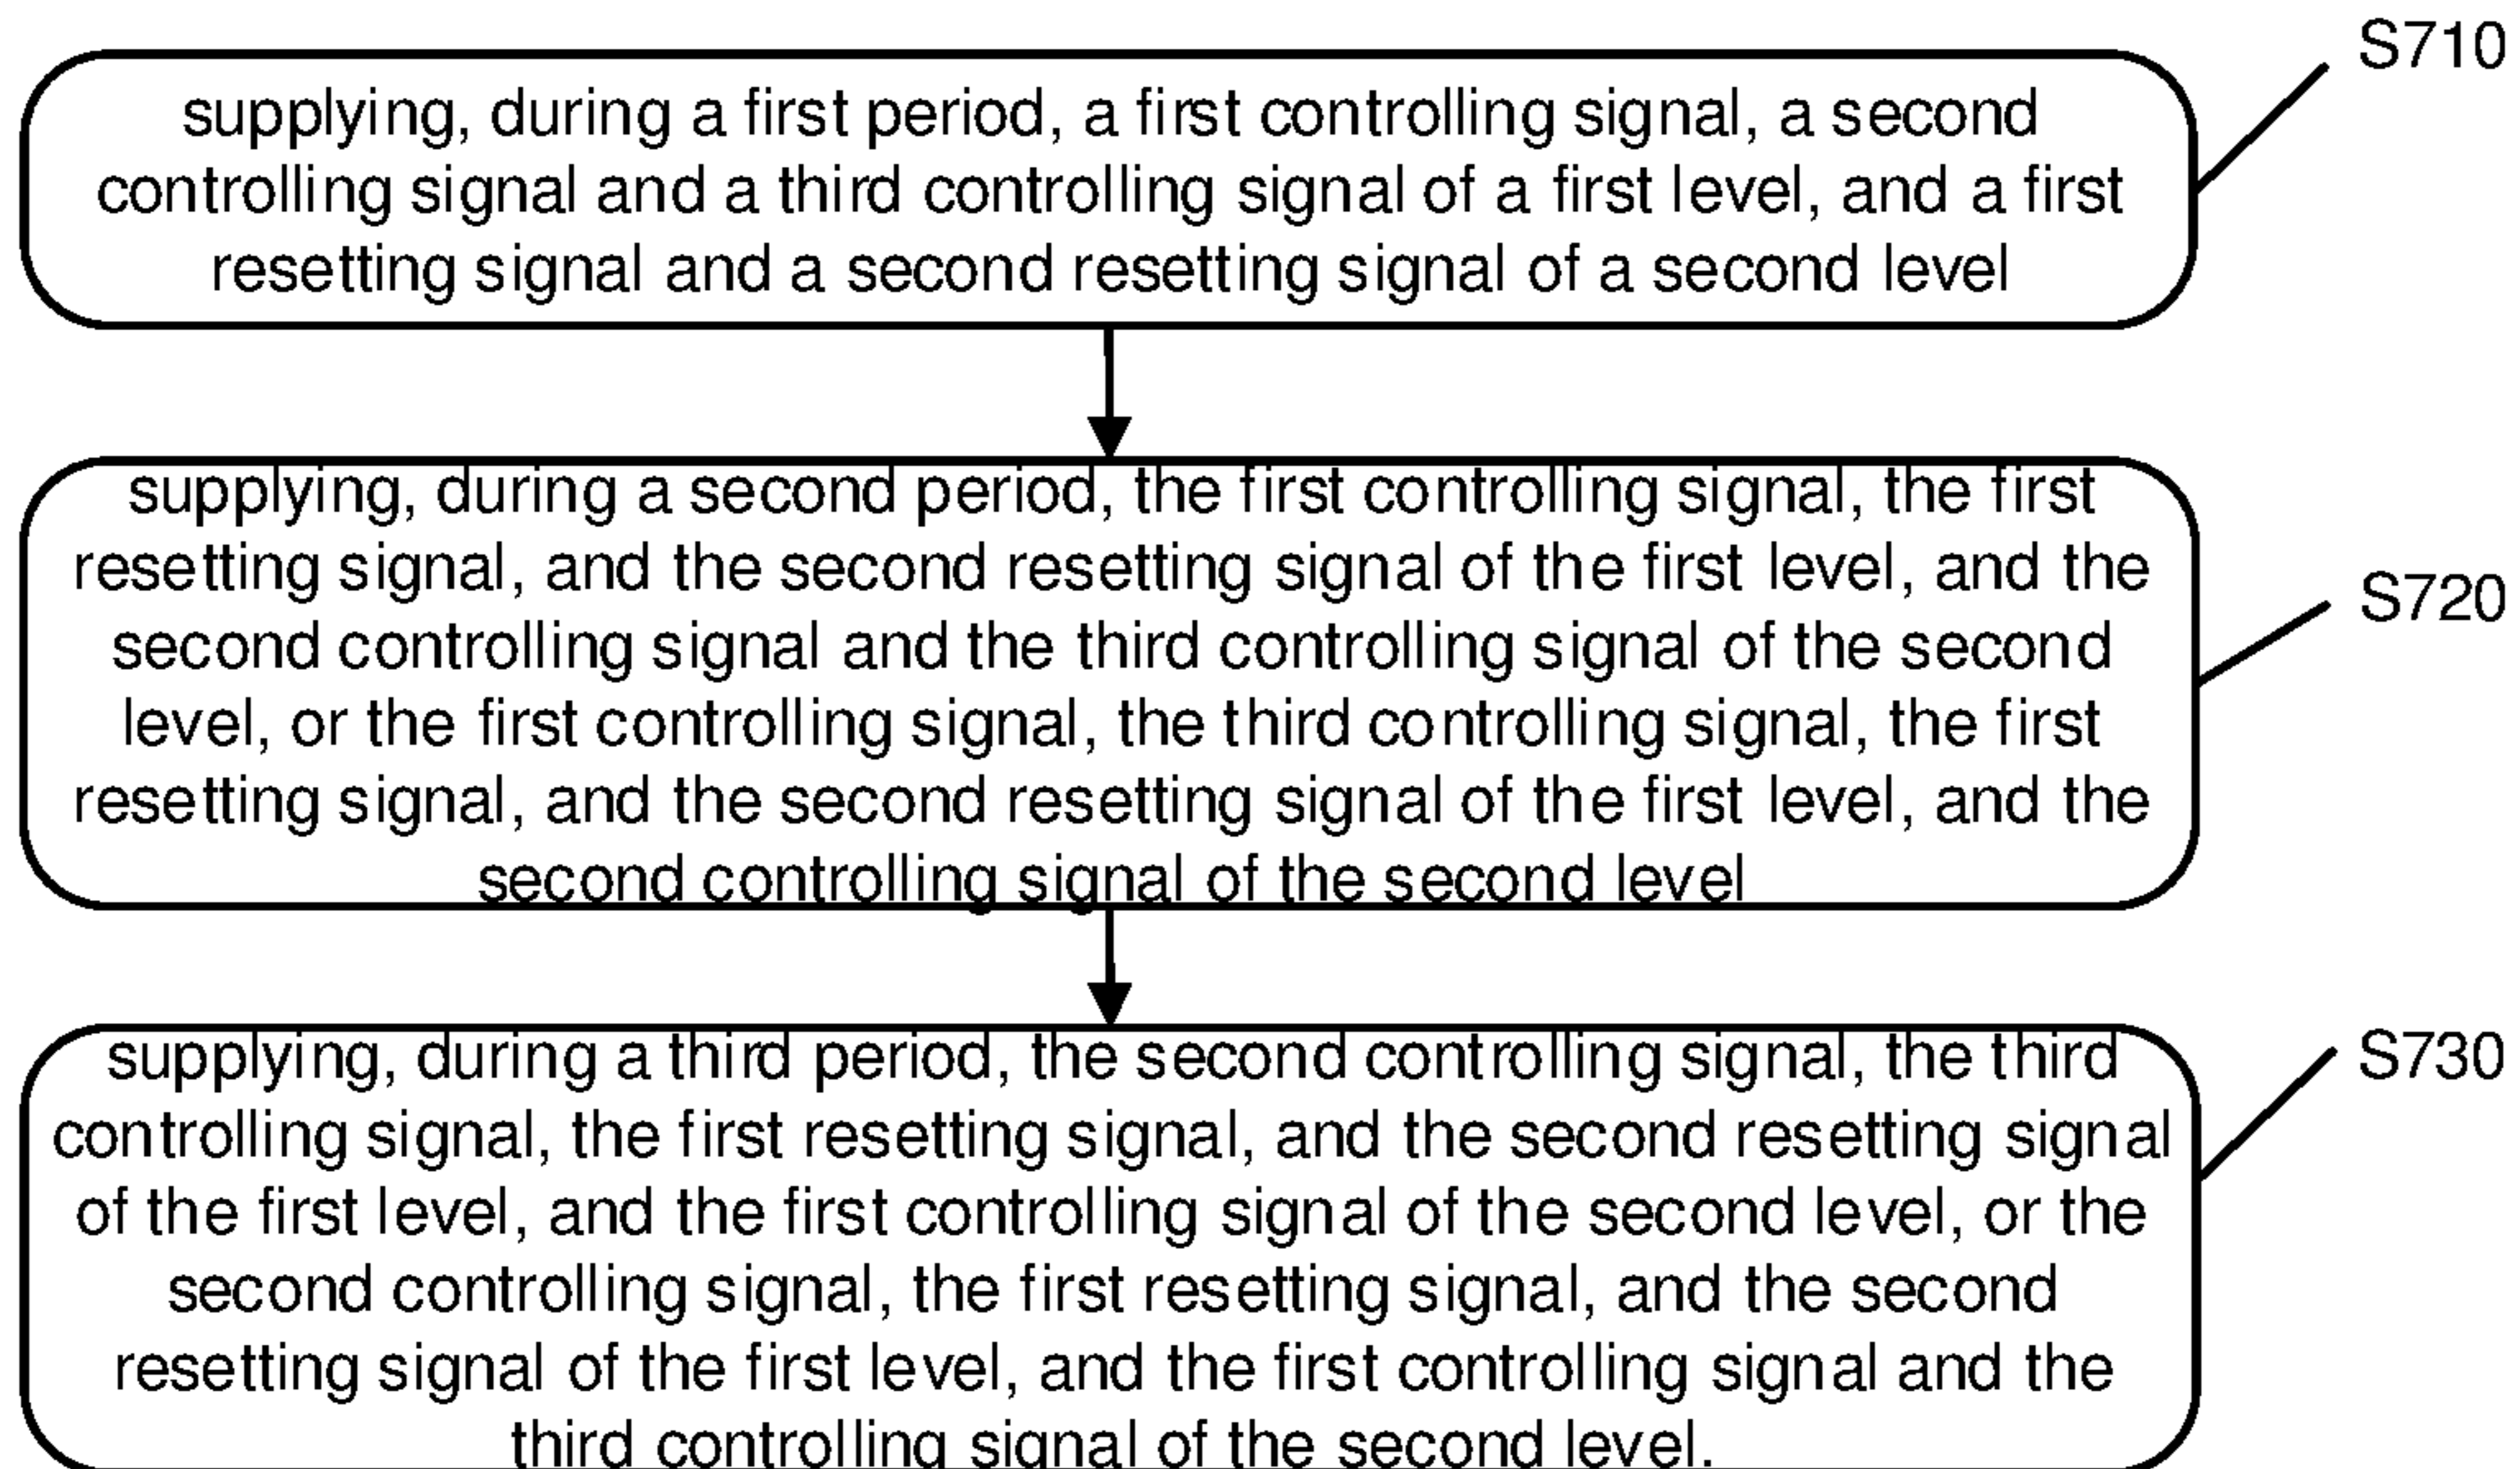 S710
supplying, during a first period, a first controlling signal, a second
controlling signal and a third controlling signal of a first level, and a first
resetting signal and a second resetting signal of a second level
supplying, during a second period, the first controlling signal, the first
resetting signal, and the second resetting signal of the first level, and the
S720
second controlling signal and the third controlling signal of the second
level, or the first controlling signal, the third controlling signal, the first
resetting signal, and the second resetting signal of the first level, and the
second controlling signal of the second level
supplying, during a third period, the second controlling signal, the third
S730
controlling signal, the first resetting signal, and the second resetting signal
of the first level, and the first controlling signal of the second level, or the
second controlling signal, the first resetting signal, and the second
resetting signal of the first level, and the first controlling signal and the
third controlling signal of the second level.